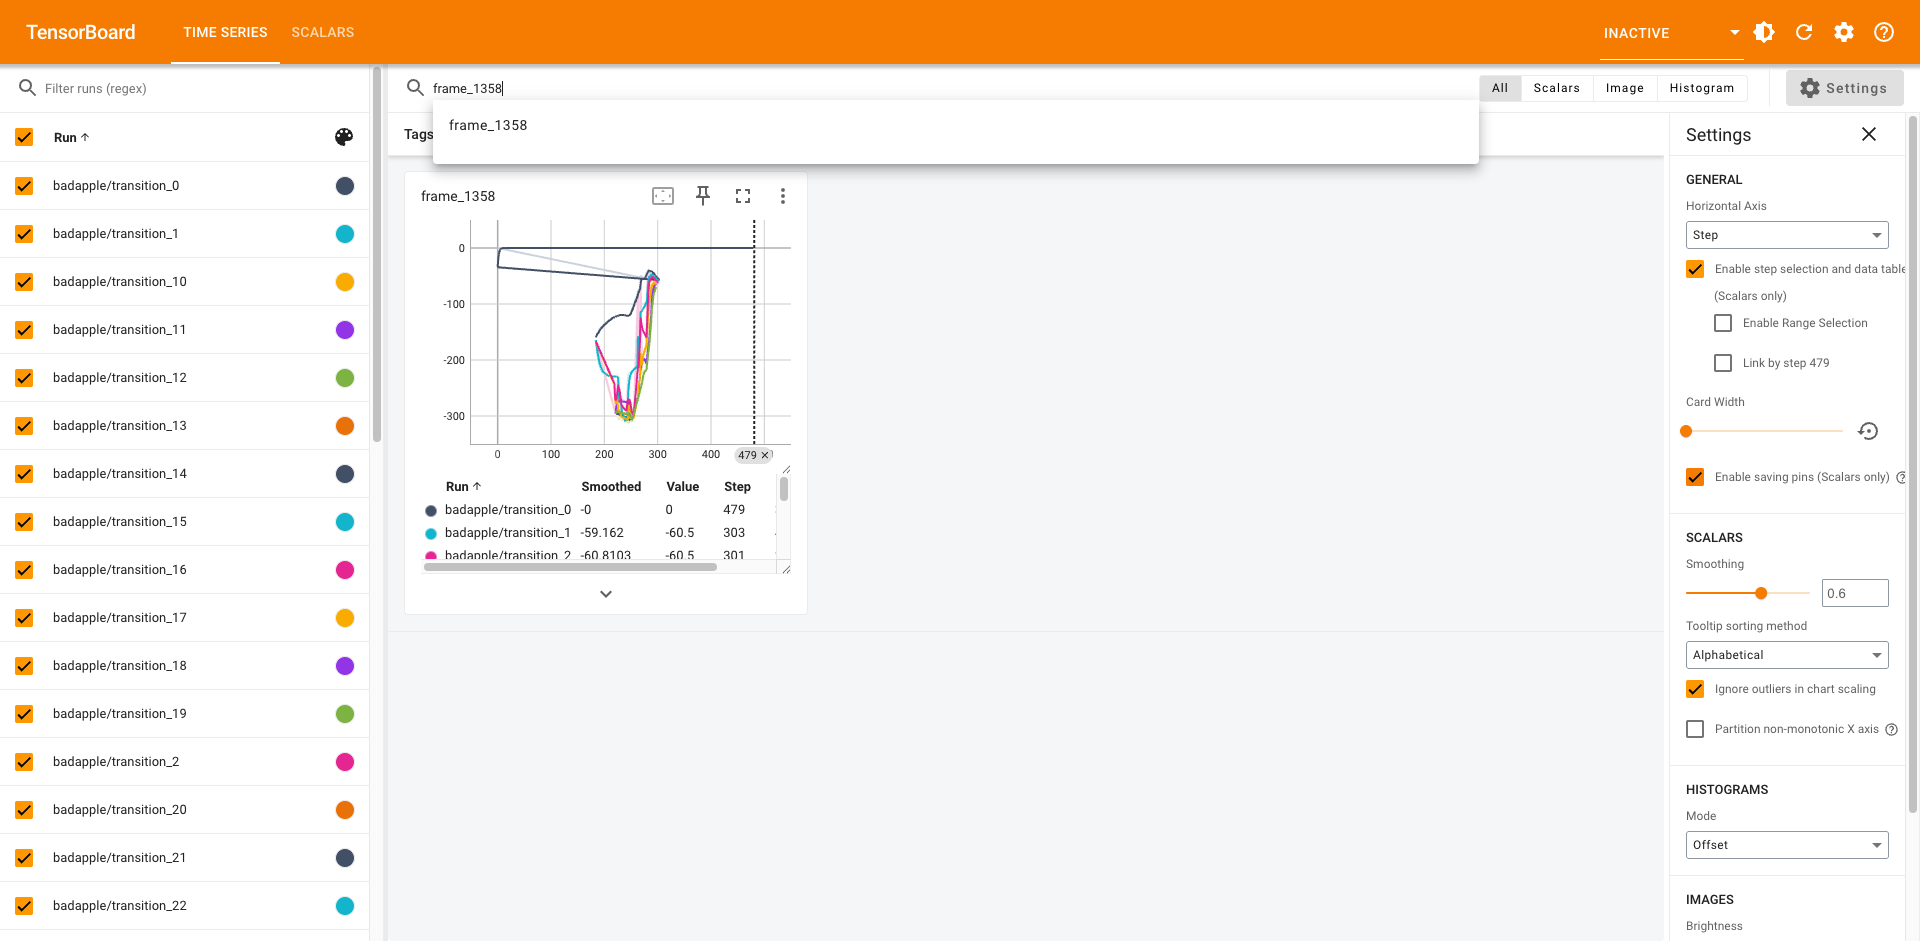 TensorBoard
TIME SERIES
SCALARS
INACTIVE
Filter runs (regex)
Run
badapple/transition_0
badapple/transition_1
badapple/transition_10
badapple/transition_11
badapple/transition_12
badapple/transition_13
badapple/transition_14
badapple/transition_15
badapple/transition_16
badapple/transition_17
badapple/transition_18
badapple/transition_19
badapple/transition_2
badapple/transition_20
badapple/transition_21
badapple/transition_22
frame_1358
frame_1358
All
Scalars
Image
Histogram
Settings
Tags
frame_1358
0
-100
-200
-300
0
100
200
300
400
479
Run Smoothed Value Step
badapple/transition_0 -0 0 479
badapple/transition_1 -59.162 -60.5 303
badapple/transition_2 -60.8103 -60.5 301
Settings
GENERAL
Horizontal Axis
Step
Enable step selection and data table
(Scalars only)
Enable Range Selection
Link by step 479
Card Width
Enable saving pins (Scalars only)
SCALARS
Smoothing
0.6
Tooltip sorting method
Alphabetical
Ignore outliers in chart scaling
Partition non-monotonic X axis
HISTOGRAMS
Mode
Offset
IMAGES
Brightness